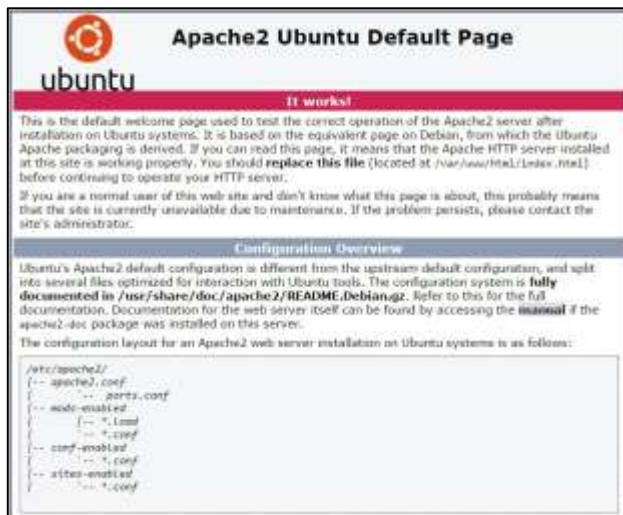 ubuntu
Apache2 Ubuntu Default Page
It works!
This is the default welcome page used to test the correct operation of the Apache2 server after
installation on Ubuntu systems. It is based on the equivalent page on Debian, from which the Ubuntu
Apache packaging is derived. If you can read this page, it means that the Apache HTTP server installed
at this site is working properly. You should replace this file (located at /var/www/html/index.html)
before continuing to operate your HTTP server.
If you are a normal user of this web site and don't know what this page is about, this probably means
that the site is currently unavailable due to maintenance. If the problem persists, please contact the
site's administrator.
Configuration Overview
Ubuntu's Apache2 default configuration is different from the upstream default configuration, and split
into several files optimized for interaction with Ubuntu tools. The configuration system is fully
documented in /usr/share/doc/apache2/README.Debian.gz. Refer to this for the full
documentation. Documentation for the web server itself can be found by accessing the manual if the
apache2-doc package was installed on this server.
The configuration layout for an Apache2 web server installation on Ubuntu systems is as follows:
/etc/apache2/
|-- apache2.conf
|       `--  ports.conf
|-- mods-enabled
|       |-- *.load
|       `-- *.conf
|-- conf-enabled
|       `-- *.conf
|-- sites-enabled
|       `-- *.conf